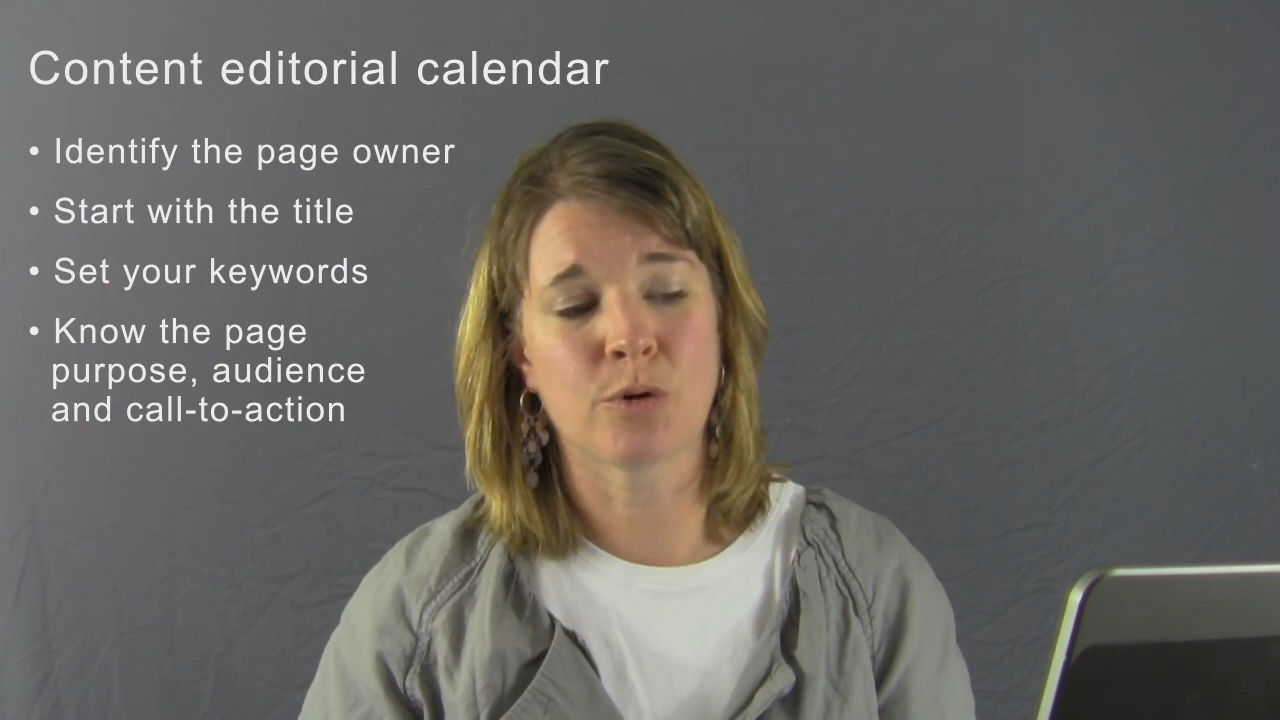 Content editorial calendar
• Identify the page owner
• Start with the title
• Set your keywords
• Know the page
purpose, audience
and call-to-action